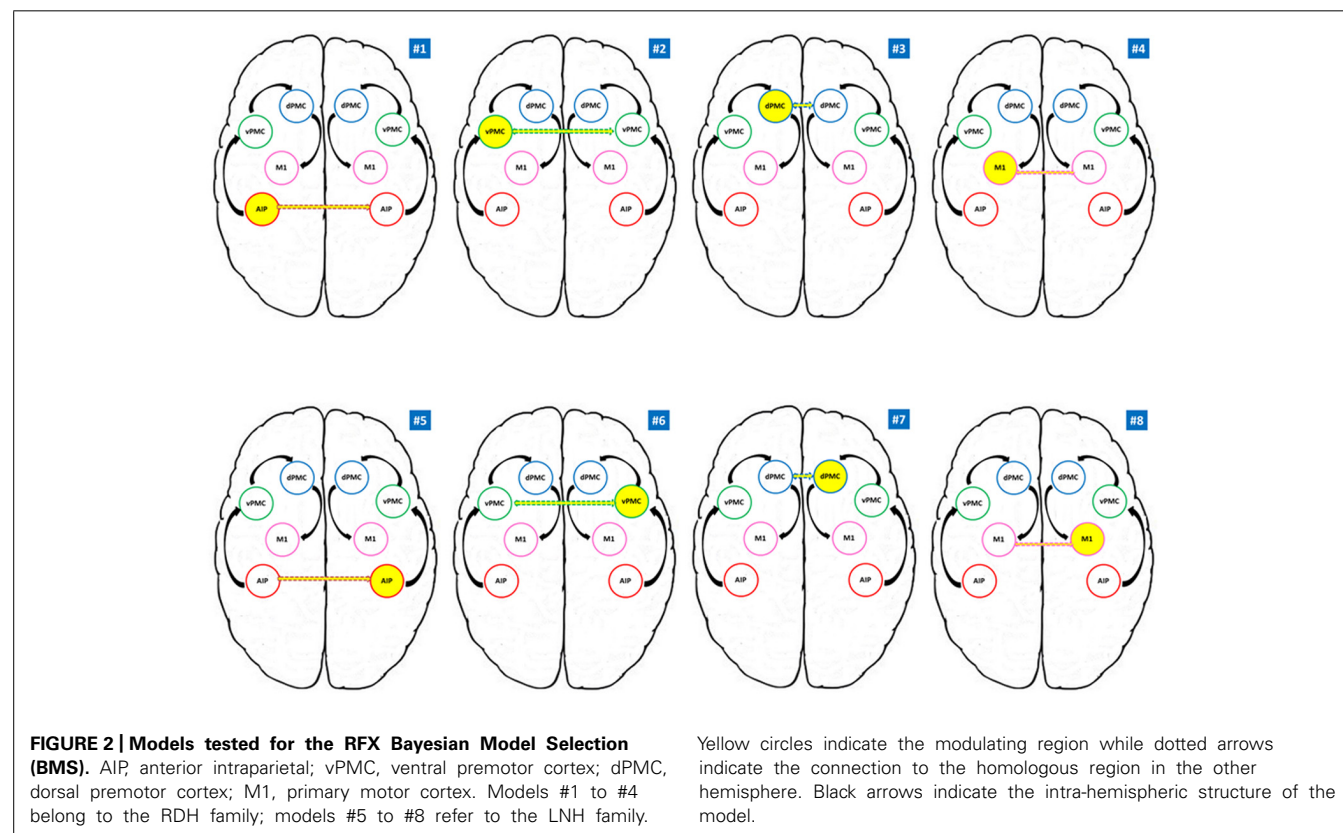 #1
#2
#3
#4
dPMC dPMC
vPMC vPMC
M1 M1
AIP AIP
dPMC dPMC
vPMC vPMC
M1 M1
AIP AIP
dPMC dPMC
vPMC vPMC
M1 M1
AIP AIP
dPMC dPMC
vPMC vPMC
M1 M1
AIP AIP
#5
#6
#7
#8
dPMC dPMC
vPMC vPMC
M1 M1
AIP AIP
dPMC dPMC
vPMC vPMC
M1 M1
AIP AIP
dPMC dPMC
vPMC vPMC
M1 M1
AIP AIP
dPMC dPMC
vPMC vPMC
M1 M1
AIP AIP
FIGURE 2 | Models tested for the RFX Bayesian Model Selection
(BMS). AIP, anterior intraparietal; vPMC, ventral premotor cortex; dPMC,
dorsal premotor cortex; M1, primary motor cortex. Models #1 to #4
belong to the RDH family; models #5 to #8 refer to the LNH family.
Yellow circles indicate the modulating region while dotted arrows
indicate the connection to the homologous region in the other
hemisphere. Black arrows indicate the intra-hemispheric structure of the
model.